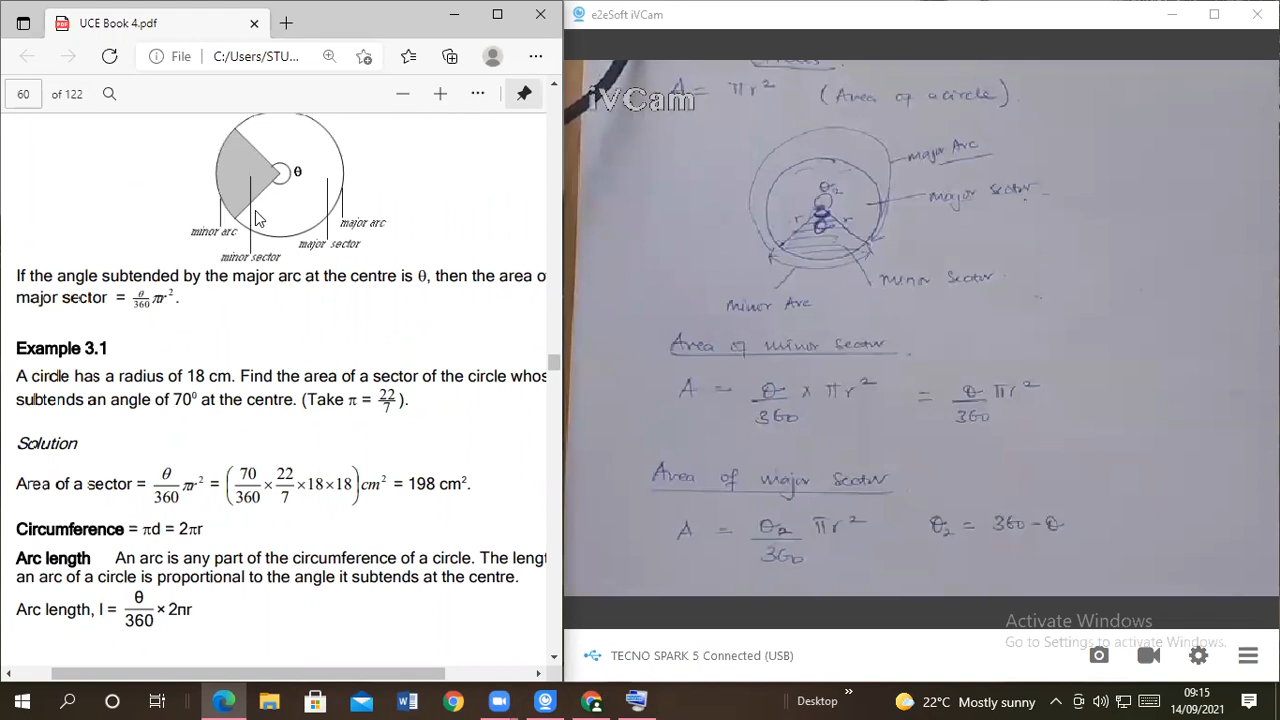 UCE Book 4.pdf
File
C:/Users/STU...
60
of 122
θ
minor arc
major arc
major sector
minor sector
If the angle subtended by the major arc at the centre is θ, then the area o
major sector = θ/360 πr².
Example 3.1
A circle has a radius of 18 cm. Find the area of a sector of the circle whos
subtends an angle of 70⁰ at the centre. (Take π = 22/7).
Solution
Area of a sector = θ/360 πr² = (70/360 × 22/7 × 18 × 18) cm² = 198 cm².
Circumference = πd = 2πr
Arc length An arc is any part of the circumference of a circle. The lengt
an arc of a circle is proportional to the angle it subtends at the centre.
Arc length, l = θ/360 × 2πr
e2eSoft iVCam
iVCam
A = πr² (Area of a circle).
Major Arc
θ₂
Major Sector
r
r
θ
Minor Sector
Minor Arc
Area of minor Sector
A = θ/360 × πr² = θ/360 πr²
Area of Major Sector
A = θ₂/360 πr² θ₂ = 360 - θ
Activate Windows
Go to Settings to activate Windows.
TECNO SPARK 5 Connected (USB)
Desktop
22°C Mostly sunny
09:15
14/09/2021